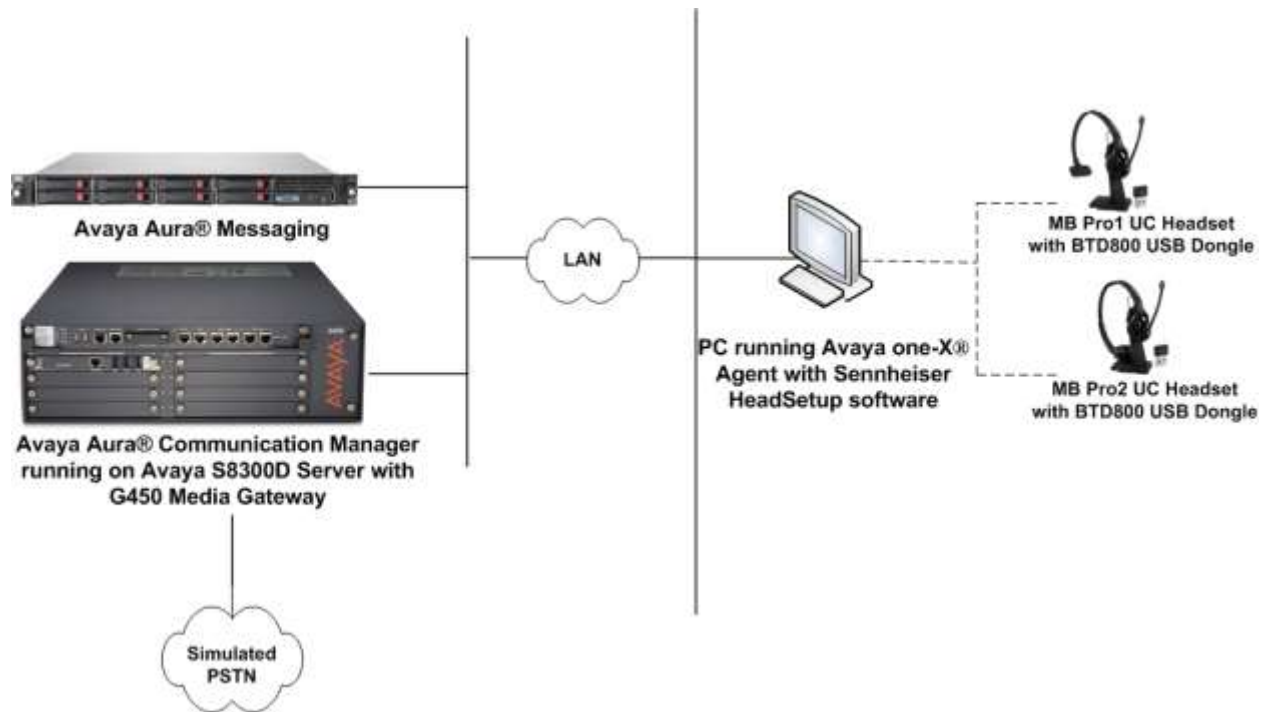 Avaya Aura® Messaging
AVAYA
Avaya Aura® Communication Manager
running on Avaya S8300D Server with
G450 Media Gateway
Simulated
PSTN
LAN
PC running Avaya one-X®
Agent with Sennheiser
HeadSetup software
MB Pro1 UC Headset
with BTD800 USB Dongle
MB Pro2 UC Headset
with BTD800 USB Dongle